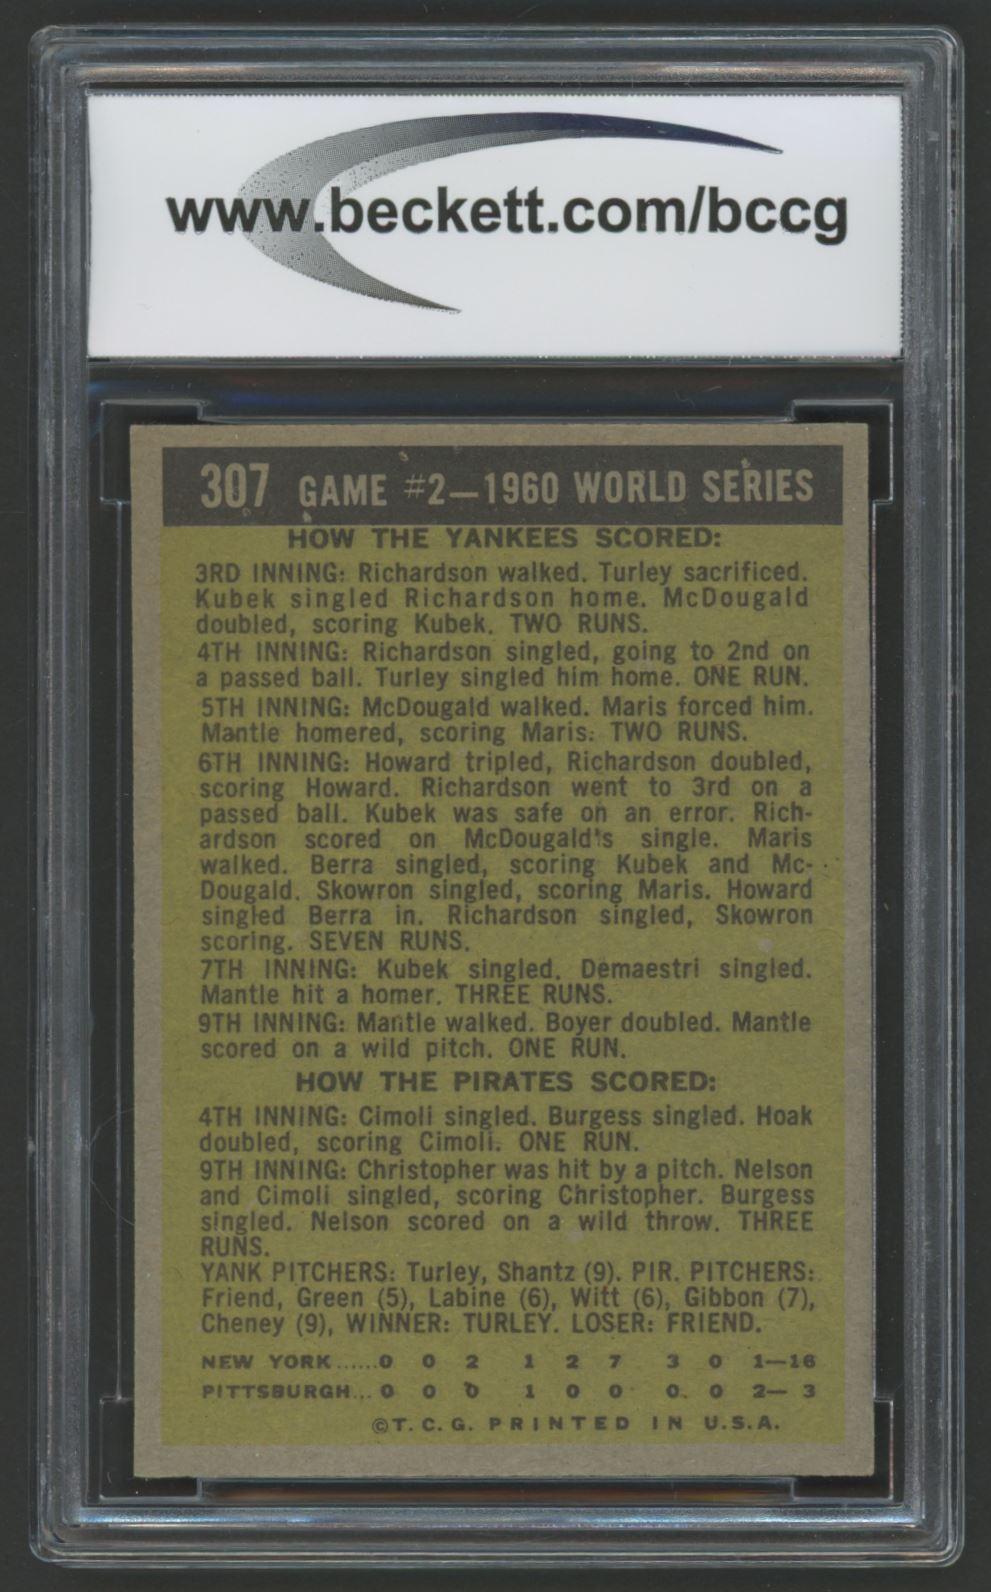 www.beckett.com/bccg
307 GAME #2—1960 WORLD SERIES
HOW THE YANKEES SCORED:
3RD INNING: Richardson walked. Turley sacrificed.
Kubek singled Richardson home. McDougald
doubled, scoring Kubek. TWO RUNS.
4TH INNING: Richardson singled, going to 2nd on
a passed ball. Turley singled him home. ONE RUN.
5TH INNING: McDougald walked. Maris forced him.
Mantle homered, scoring Maris. TWO RUNS.
6TH INNING: Howard tripled, Richardson doubled,
scoring Howard. Richardson went to 3rd on a
passed ball. Kubek was safe on an error. Rich-
ardson scored on McDougald's single. Maris
walked. Berra singled, scoring Kubek and Mc-
Dougald. Skowron singled, scoring Maris. Howard
singled Berra in. Richardson singled, Skowron
scoring. SEVEN RUNS.
7TH INNING: Kubek singled. Demaestri singled.
Mantle hit a homer. THREE RUNS.
9TH INNING: Mantle walked. Boyer doubled. Mantle
scored on a wild pitch. ONE RUN.
HOW THE PIRATES SCORED:
4TH INNING: Cimoli singled. Burgess singled. Hoak
doubled, scoring Cimoli. ONE RUN.
9TH INNING: Christopher was hit by a pitch. Nelson
and Cimoli singled, scoring Christopher. Burgess
singled. Nelson scored on a wild throw. THREE
RUNS.
YANK PITCHERS: Turley, Shantz (9). PIR. PITCHERS:
Friend, Green (5), Labine (6), Witt (6), Gibbon (7),
Cheney (9), WINNER: TURLEY. LOSER: FRIEND.
NEW YORK......0 0 2 1 2 7 3 0 1—16
PITTSBURGH...0 0 0 1 0 0 0 0 2— 3
©T.C.G. PRINTED IN U.S.A.